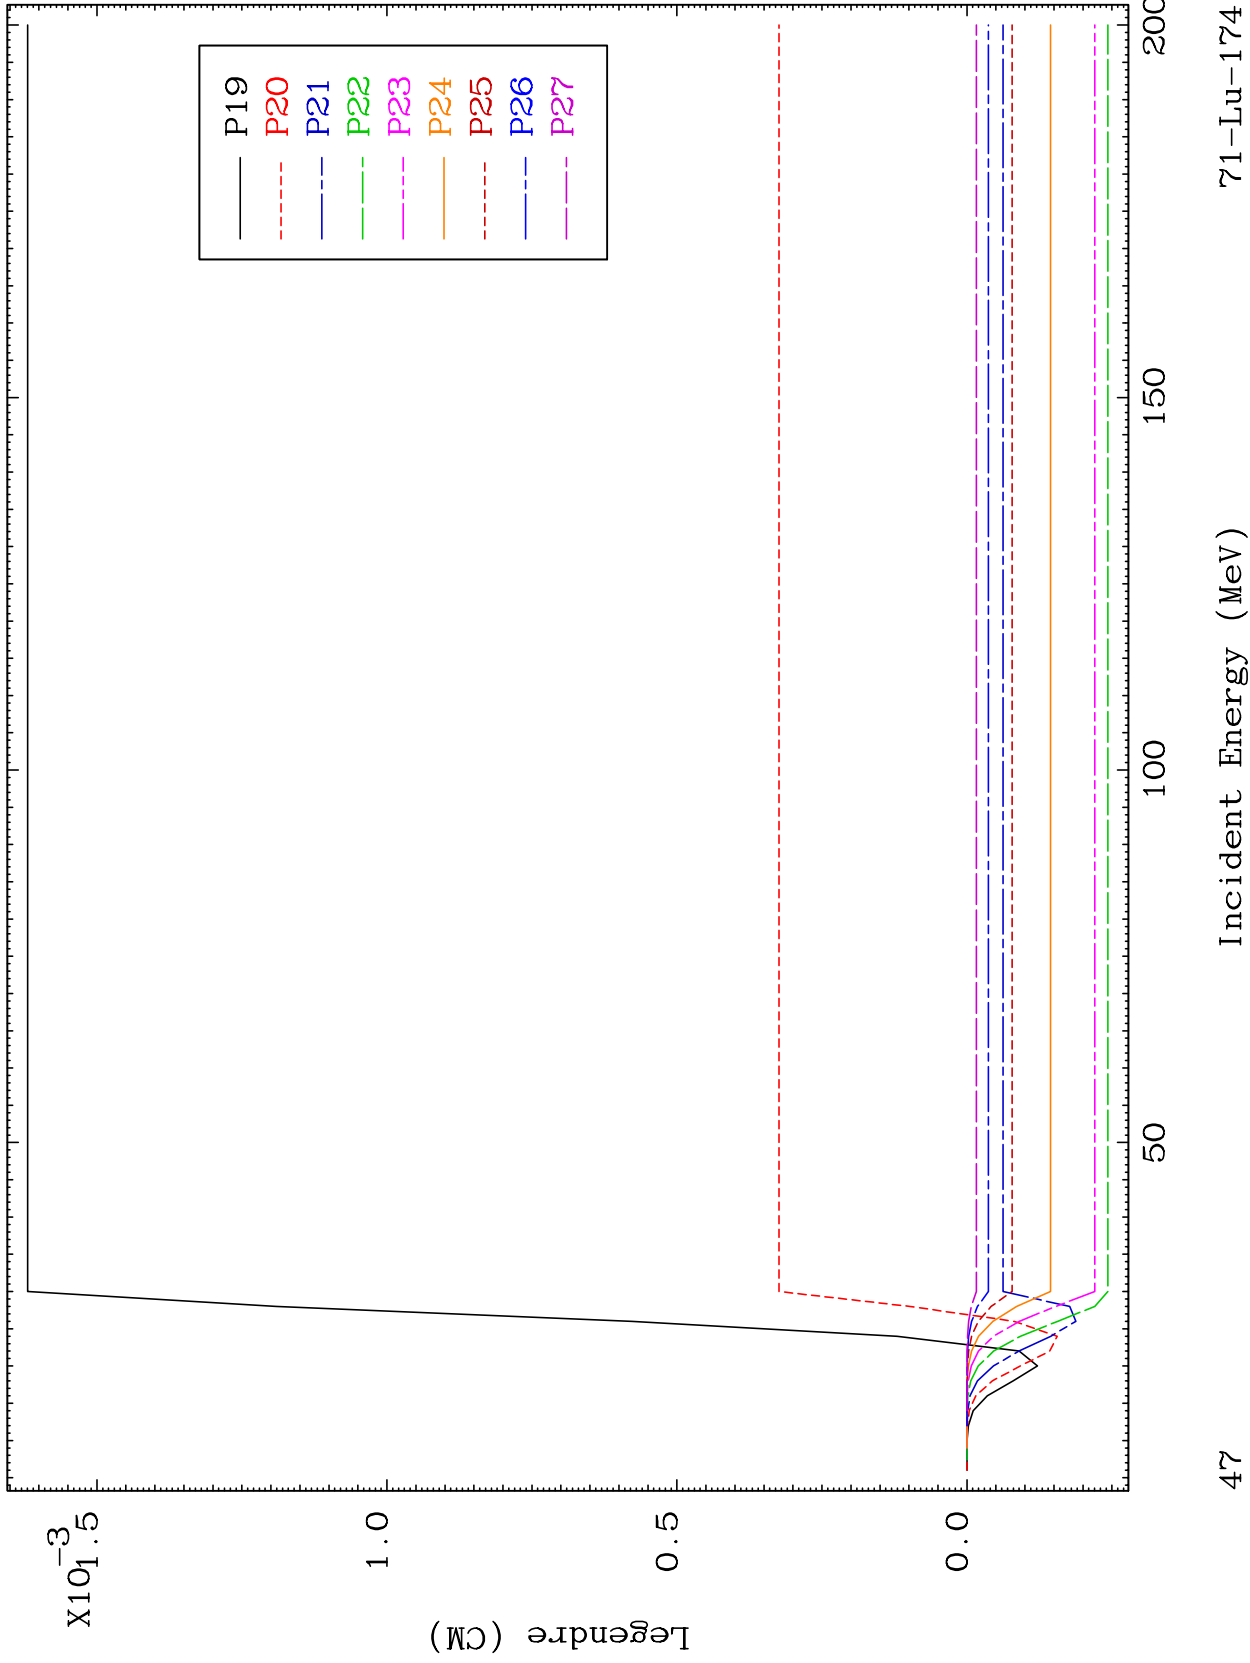 X10-3
1.5
1.0
0.5
0.0
Legendre (CM)
P19
P20
P21
P22
P23
P24
P25
P26
P27
50
100
150
200
47
Incident Energy (MeV)
71-Lu-174